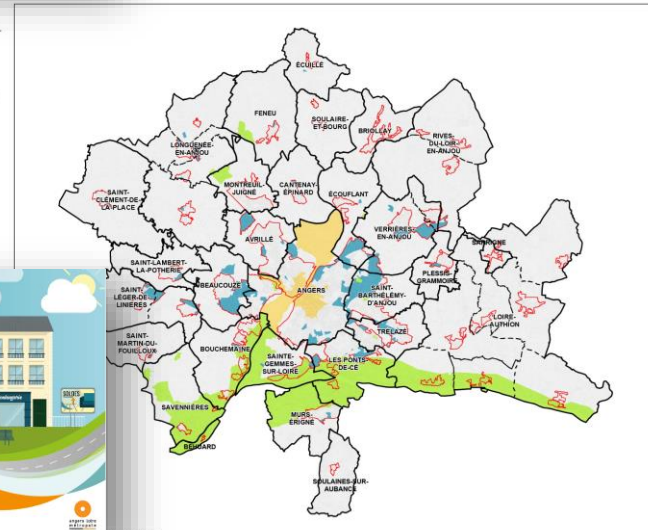 ÉCUILLÉ
FENEU
SOULAIRE-
ET-BOURG
BRIOLLAY
RIVES-
DU-LOIR-
EN-ANJOU
LONGUENÉE-
EN-ANJOU
SAINT-
CLÉMENT-DE-
LA-PLACE
MONTREUIL-
JUIGNÉ
CANTENAY-
ÉPINARD
ÉCOUFLANT
AVRILLÉ
VERRIÈRES-
EN-ANJOU
SARRIGNÉ
SAINT-LAMBERT-
LA-POTHERIE
SAINT-
LÉGER-DE-
LINIÈRES
BEAUCOUZÉ
ANGERS
SAINT-
BARTHÉLEMY-
D'ANJOU
PLESSIS-
GRAMMOIRE
LOIRE-
AUTHION
SAINT-
MARTIN-DU-
FOUILLOUX
BOUCHEMAINE
SAINTE-
GEMMES-
SUR-LOIRE
TRÉLAZÉ
LES PONTS-
DE-CÉ
SAVENNIÈRES
BÉHUARD
MURS-
ERIGNÉ
SOULAINES-SUR-
AUBANCE
SOLDES
angers Loire
métropole